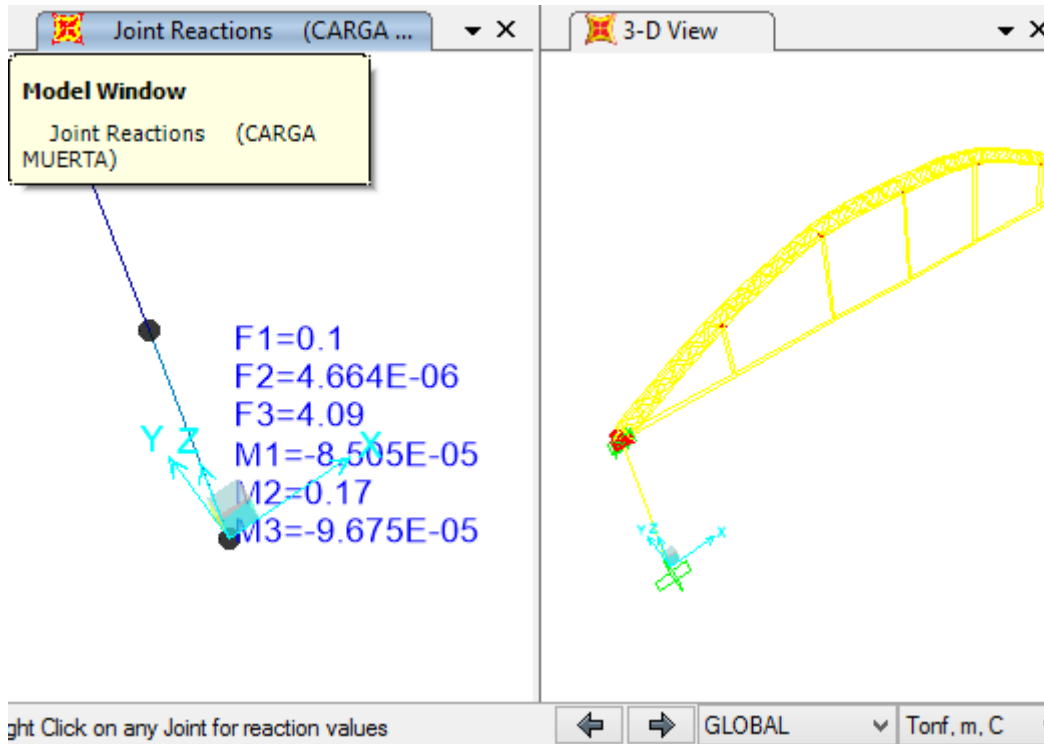 Joint Reactions (CARGA ...
3-D View
Model Window
Joint Reactions (CARGA
MUERTA)
F1=0.1
F2=4.664E-06
F3=4.09
M1=-8.505E-05
M2=0.17
M3=-9.675E-05
Y Z X
Y Z X
ght Click on any Joint for reaction values
GLOBAL
Tonf, m, C